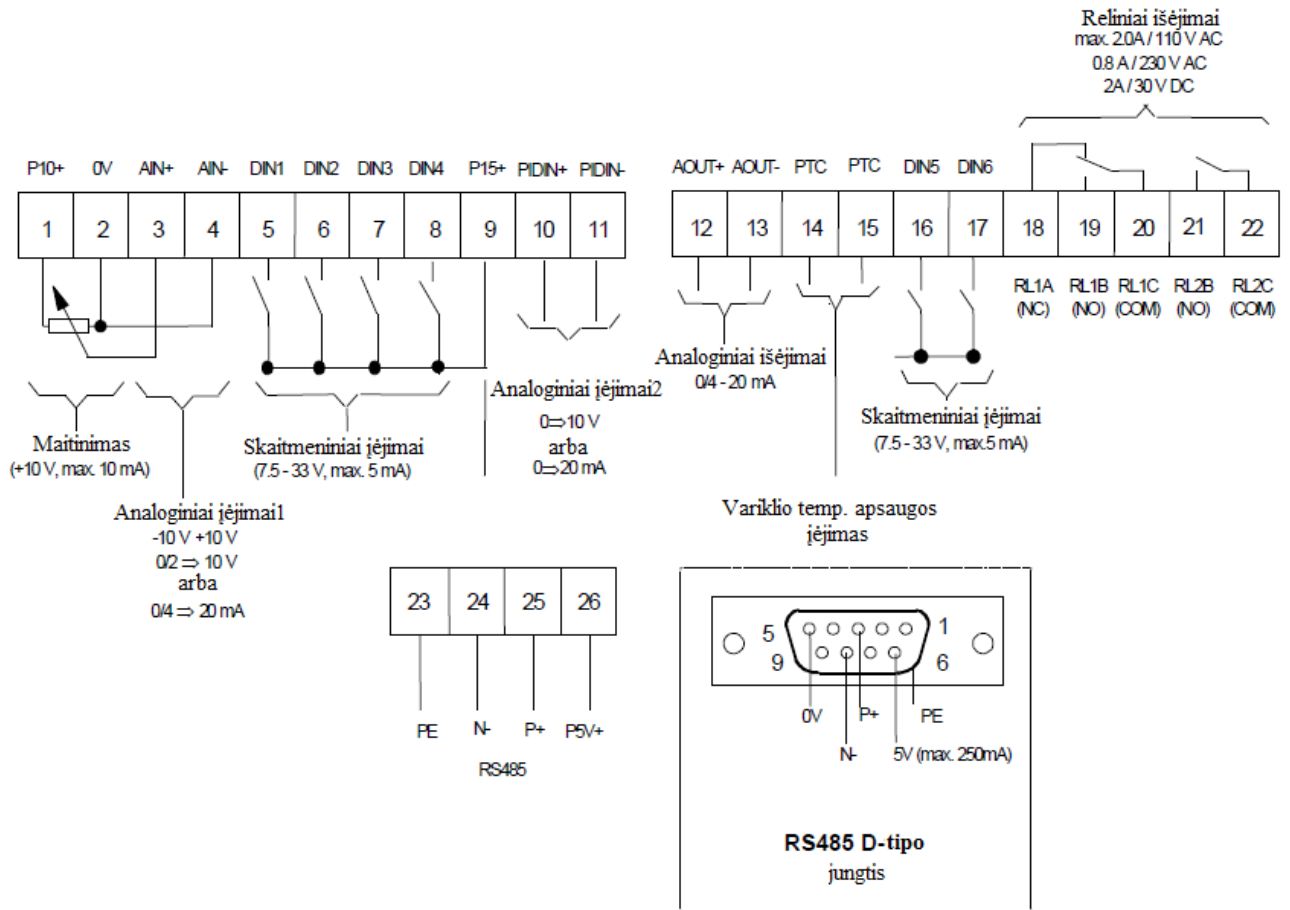 Reliniai išėjimai
max. 2.0A / 110 V AC
0.8 A / 230 V AC
2A / 30 V DC
P10+ 0V AIN+ AIN- DIN1 DIN2 DIN3 DIN4 P15+ PIDIN+ PIDIN-
1 2 3 4 5 6 7 8 9 10 11
AOUT+ AOUT- PTC PTC DIN5 DIN6
12 13 14 15 16 17 18 19 20 21 22
RL1A RL1B RL1C RL2B RL2C
(NC) (NO) (COM) (NO) (COM)
Maitinimas
(+10 V, max. 10 mA)
Analoginiai įėjimai1
-10 V +10 V
0/2 ⇒ 10 V
arba
0/4 ⇒ 20 mA
Skaitmeniniai įėjimai
(7.5 - 33 V, max. 5 mA)
Analoginiai įėjimai2
0⇒10 V
arba
0⇒20 mA
Analoginiai išėjimai
0/4 - 20 mA
Variklio temp. apsaugos
įėjimas
Skaitmeniniai įėjimai
(7.5 - 33 V, max.5 mA)
23 24 25 26
PE N- P+ P5V+
RS485
5 1
9 6
0V P+ PE
N- 5V (max. 250mA)
RS485 D-tipo
jungtis